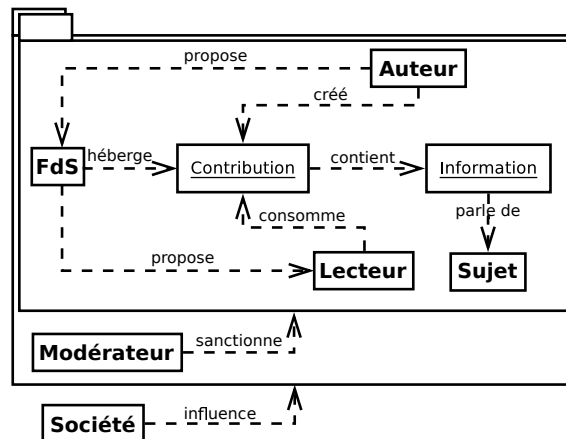 propose
Auteur
créé
FdS
héberge
Contribution
contient
Information
consomme
parle de
propose
Lecteur
Sujet
Modérateur
sanctionne
Société
influence